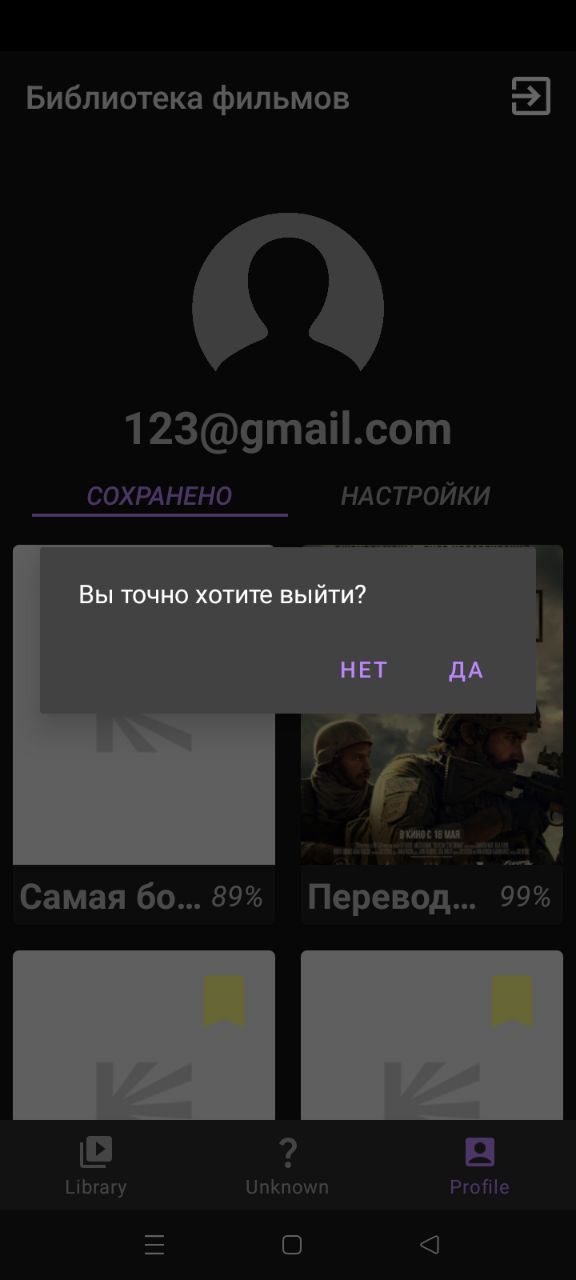 Библиотека фильмов
123@gmail.com
СОХРАНЕНО НАСТРОЙКИ
Вы точно хотите выйти?
НЕТ ДА
В КИНО С 18 МАЯ
Самая бо... 89%
Перевод... 99%
Library Unknown Profile